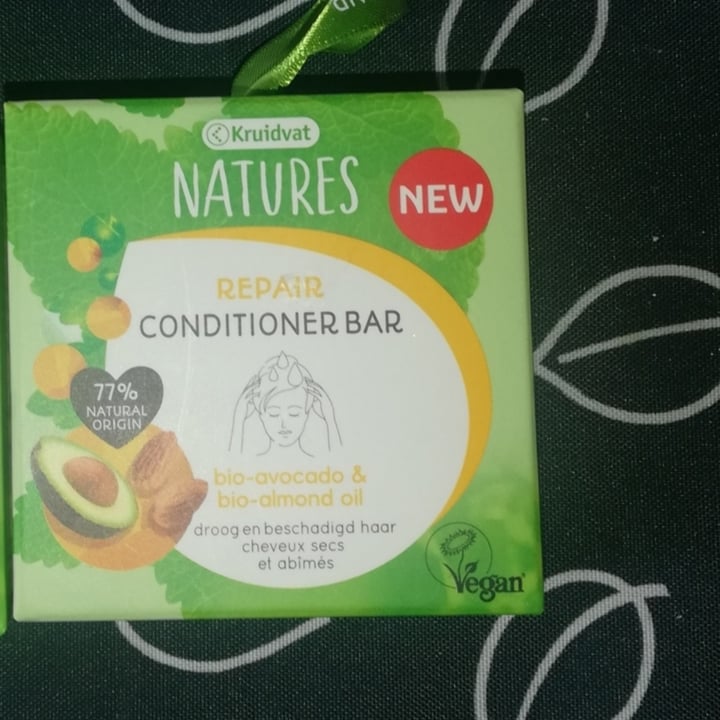 Kruidvat
NATURES
NEW
REPAIR
CONDITIONER BAR
77%
NATURAL
ORIGIN
bio-avocado &
bio-almond oil
droog en beschadigd haar
cheveux secs
et abîmés
Vegan